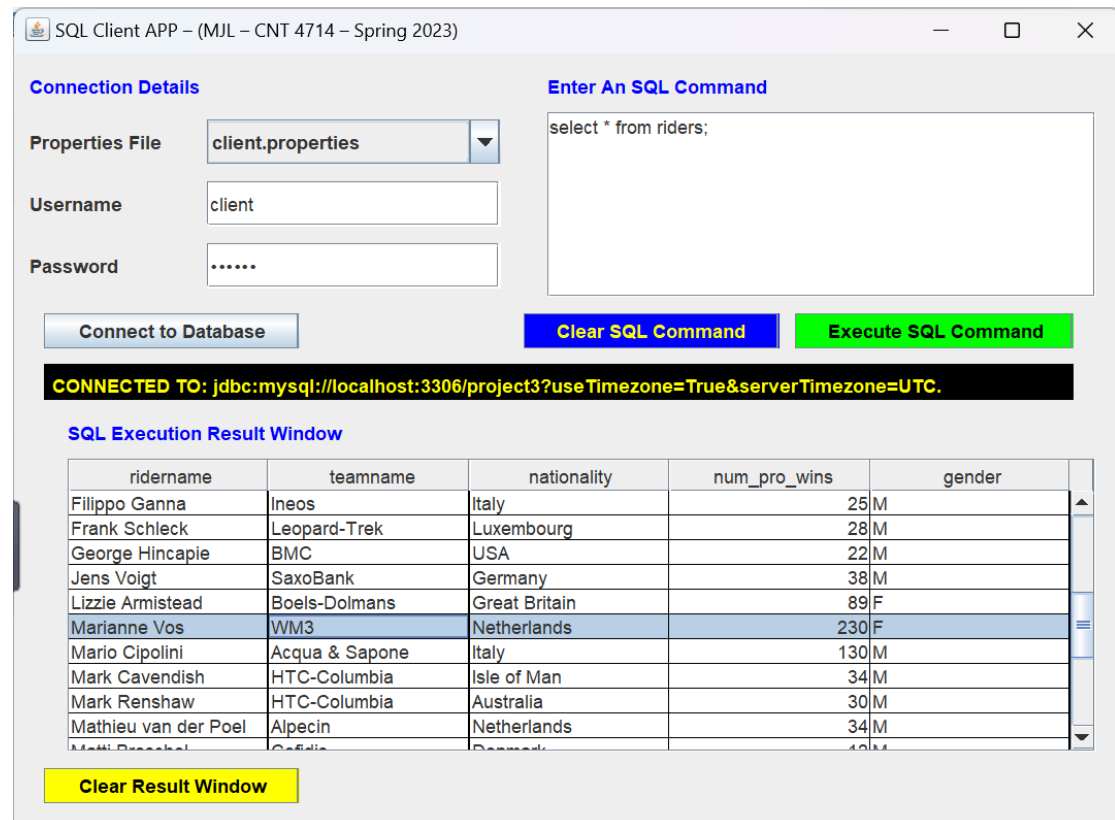 SQL Client APP – (MJL – CNT 4714 – Spring 2023)
Connection Details
Enter An SQL Command
Properties File client.properties
select * from riders;
Username client
Password ••••••
Connect to Database Clear SQL Command Execute SQL Command
CONNECTED TO: jdbc:mysql://localhost:3306/project3?useTimezone=True&serverTimezone=UTC.
SQL Execution Result Window
ridername teamname nationality num_pro_wins gender
Filippo Ganna Ineos Italy 25 M
Frank Schleck Leopard-Trek Luxembourg 28 M
George Hincapie BMC USA 22 M
Jens Voigt SaxoBank Germany 38 M
Lizzie Armistead Boels-Dolmans Great Britain 89 F
Marianne Vos WM3 Netherlands 230 F
Mario Cipolini Acqua & Sapone Italy 130 M
Mark Cavendish HTC-Columbia Isle of Man 34 M
Mark Renshaw HTC-Columbia Australia 30 M
Mathieu van der Poel Alpecin Netherlands 34 M
Clear Result Window